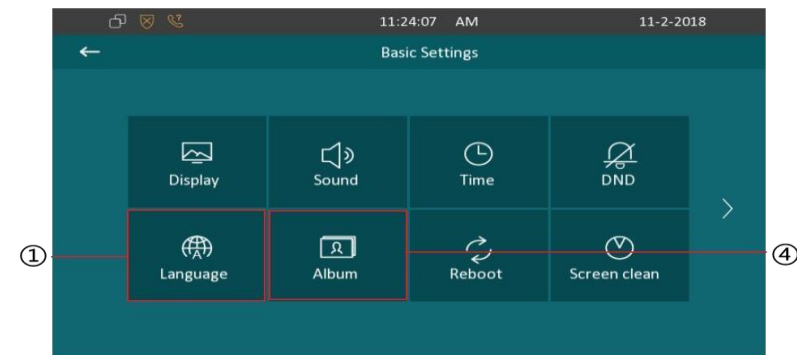 11:24:07 AM 11-2-2018
Basic Settings
Display Sound Time DND
① ④
Language Album Reboot Screen clean